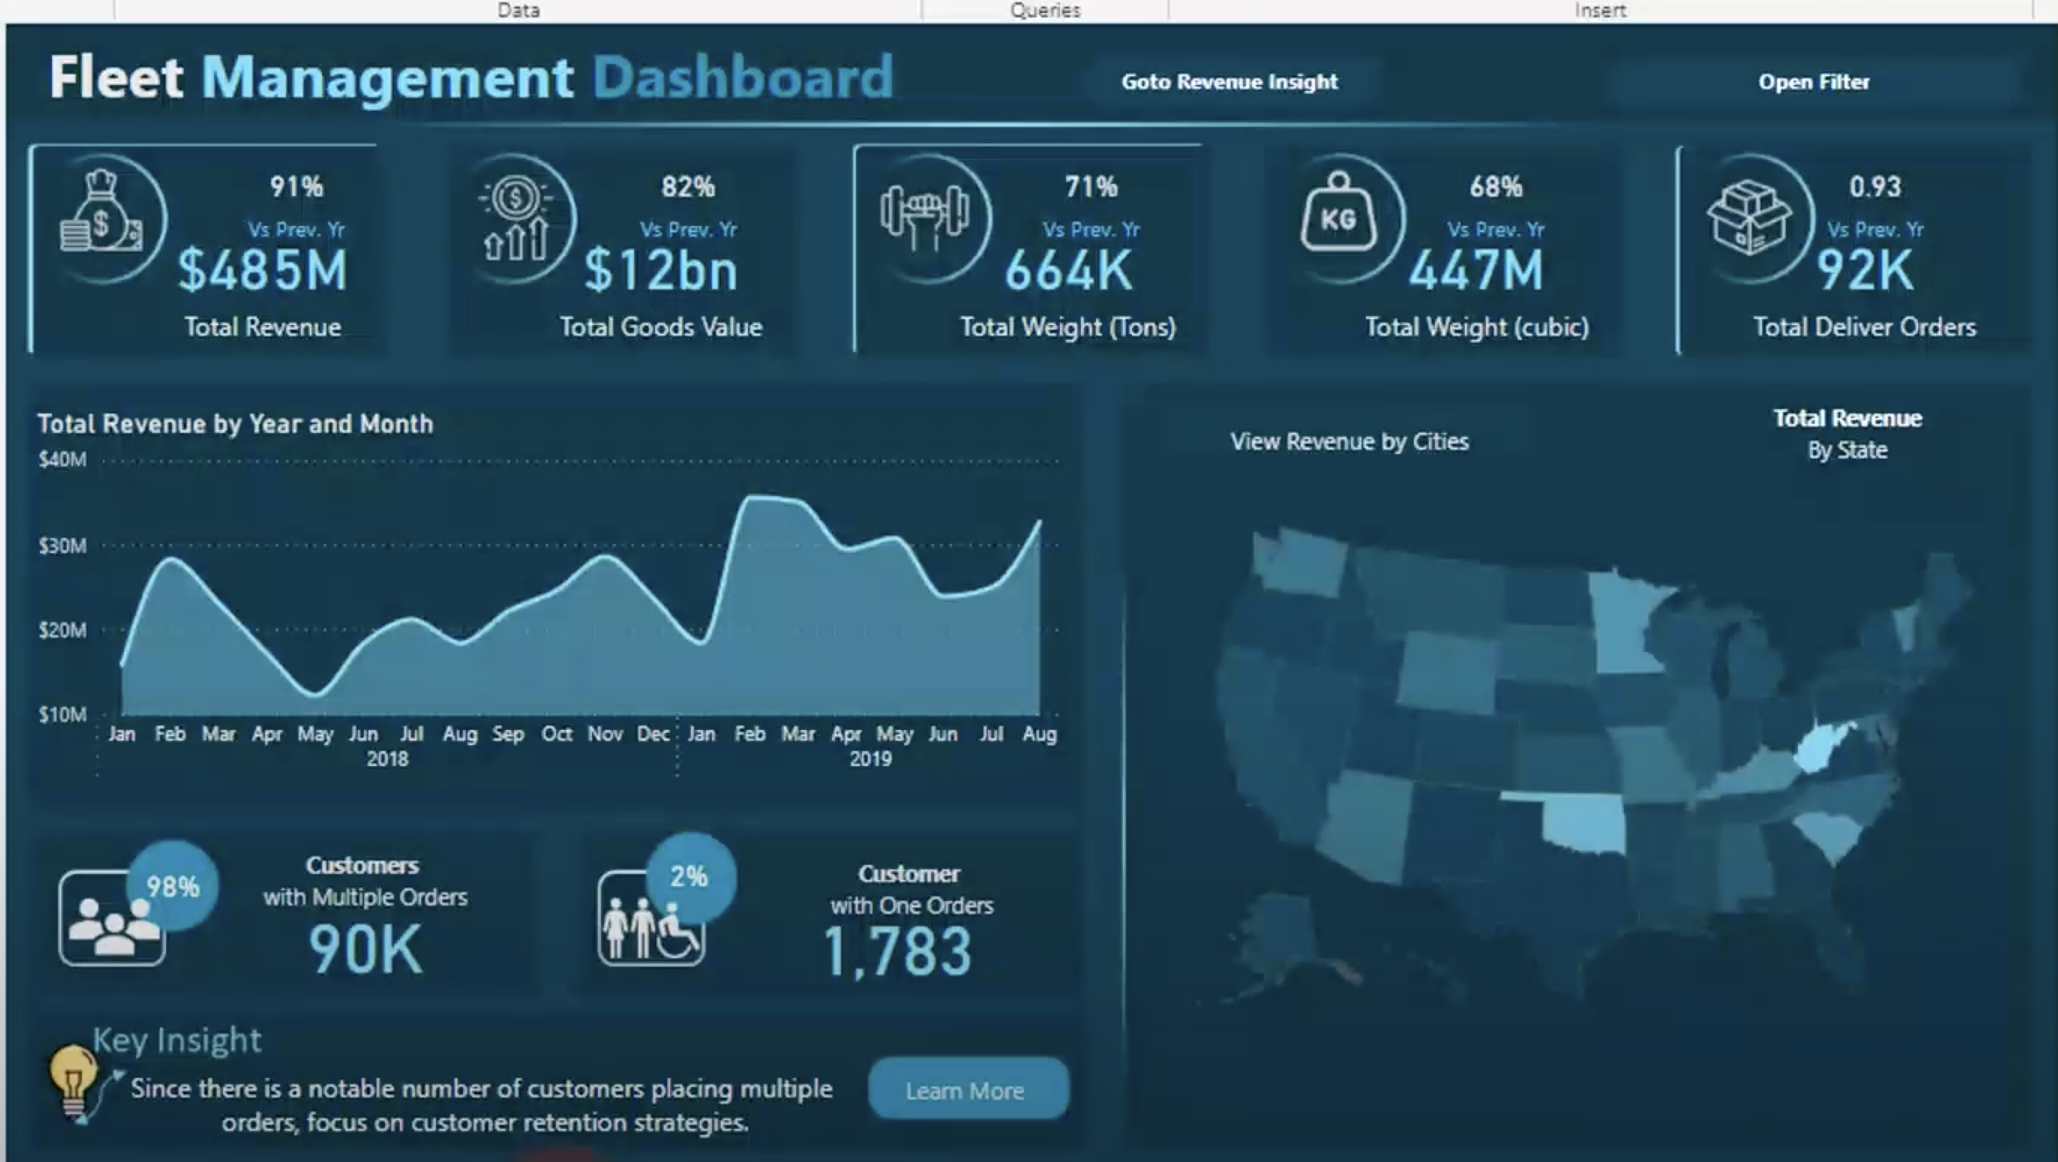 Data
Queries
Insert
Fleet Management Dashboard
Goto Revenue Insight
Open Filter
91%
Vs Prev. Yr
$485M
Total Revenue
$
82%
Vs Prev. Yr
$12bn
Total Goods Value
$
71%
Vs Prev. Yr
664K
Total Weight (Tons)
KG
68%
Vs Prev. Yr
447M
Total Weight (cubic)
0.93
Vs Prev. Yr
92K
Total Deliver Orders
Total Revenue by Year and Month
$40M
$30M
$20M
$10M
Jan Feb Mar Apr May Jun Jul Aug Sep Oct Nov Dec Jan Feb Mar Apr May Jun Jul Aug
2018 2019
View Revenue by Cities
Total Revenue
By State
98%
Customers
with Multiple Orders
90K
2%
Customer
with One Orders
1,783
Key Insight
Since there is a notable number of customers placing multiple
orders, focus on customer retention strategies.
Learn More